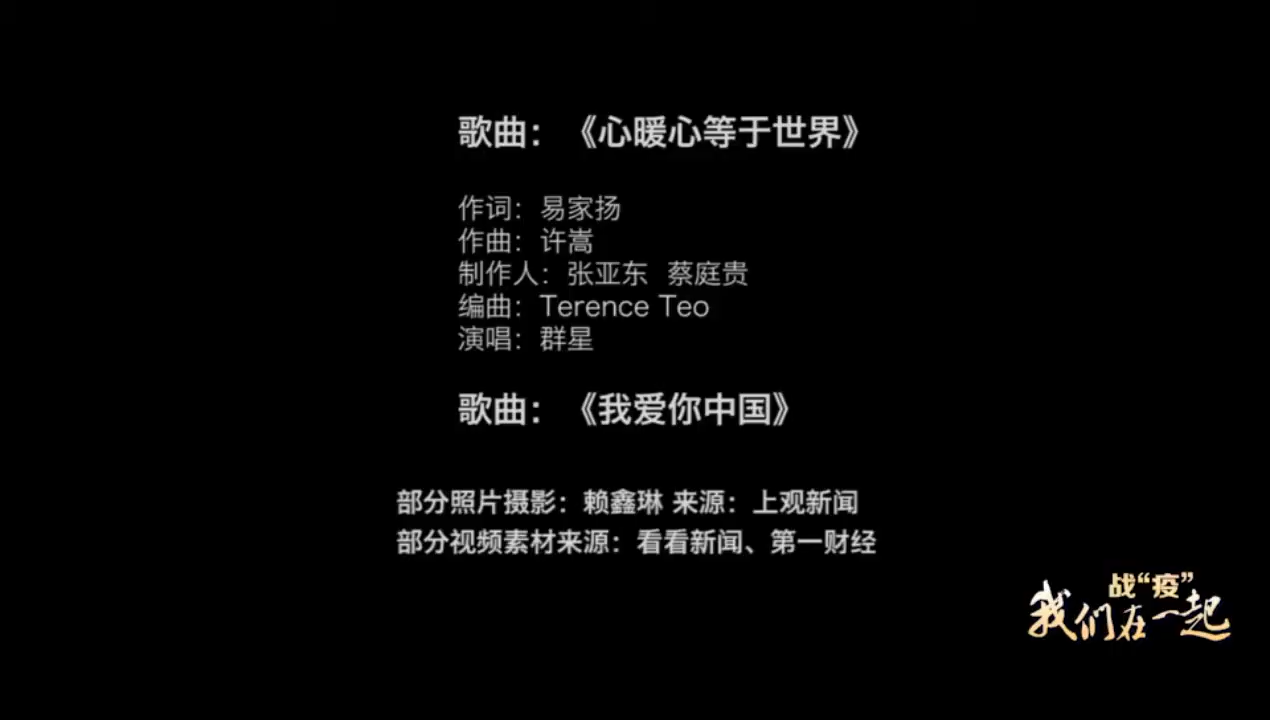 歌曲：《心暖心等于世界》
作词：易家扬
作曲：许嵩
制作人：张亚东 蔡庭贵
编曲：Terence Teo
演唱：群星
歌曲：《我爱你中国》
部分照片摄影：赖鑫琳 来源：上观新闻
部分视频素材来源：看看新闻、第一财经
战“疫”
我们在一起